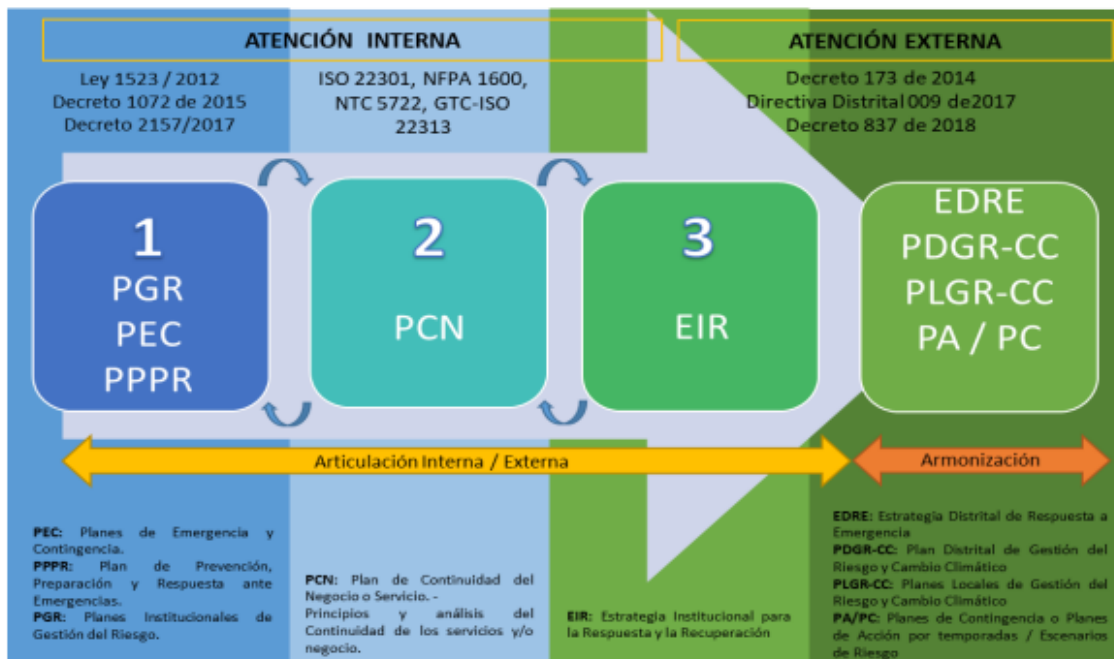 ATENCIÓN INTERNA
ATENCIÓN EXTERNA
Ley 1523 / 2012
Decreto 1072 de 2015
Decreto 2157/2017
ISO 22301, NFPA 1600,
NTC 5722, GTC-ISO
22313
Decreto 173 de 2014
Directiva Distrital 009 de2017
Decreto 837 de 2018
1
PGR
PEC
PPPR
2
PCN
3
EIR
EDRE
PDGR-CC
PLGR-CC
PA / PC
Articulación Interna / Externa
Armonización
PEC: Planes de Emergencia y
Contingencia.
PPPR: Plan de Prevención,
Preparación y Respuesta ante
Emergencias.
PGR: Planes Institucionales de
Gestión del Riesgo.
PCN: Plan de Continuidad del
Negocio o Servicio. -
Principios y análisis del
Continuidad de los servicios y/o
negocio.
EIR: Estrategia Institucional para
la Respuesta y la Recuperación
EDRE: Estrategia Distrital de Respuesta a
Emergencia
PDGR-CC: Plan Distrital de Gestión del
Riesgo y Cambio Climático
PLGR-CC: Planes Locales de Gestión del
Riesgo y Cambio Climático
PA/PC: Planes de Contingencia o Planes
de Acción por temporadas / Escenarios
de Riesgo